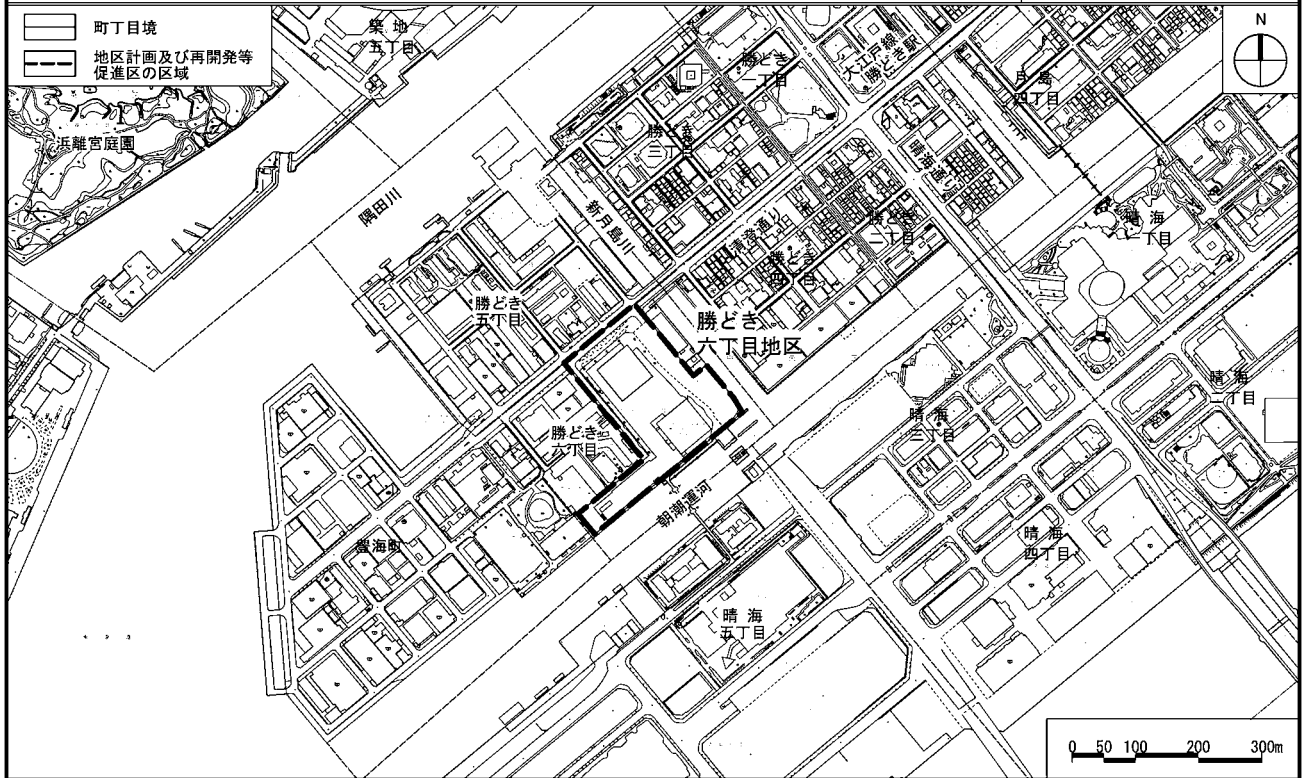 町丁目境
地区計画及び再開発等
促進区の区域
築地
五丁目
N
浜離宮庭園
隅田川
勝どき
一丁目
大江戸線
勝どき駅
月島
四丁目
勝どき
三丁目
新月島川
晴海通り
清澄通り
勝どき
二丁目
勝どき
四丁目
晴海
一丁目
勝どき
五丁目
勝どき
六丁目地区
晴海
二丁目
晴海
三丁目
勝どき
六丁目
朝潮運河
豊海町
晴海
四丁目
晴海
五丁目
0 50 100 200 300m